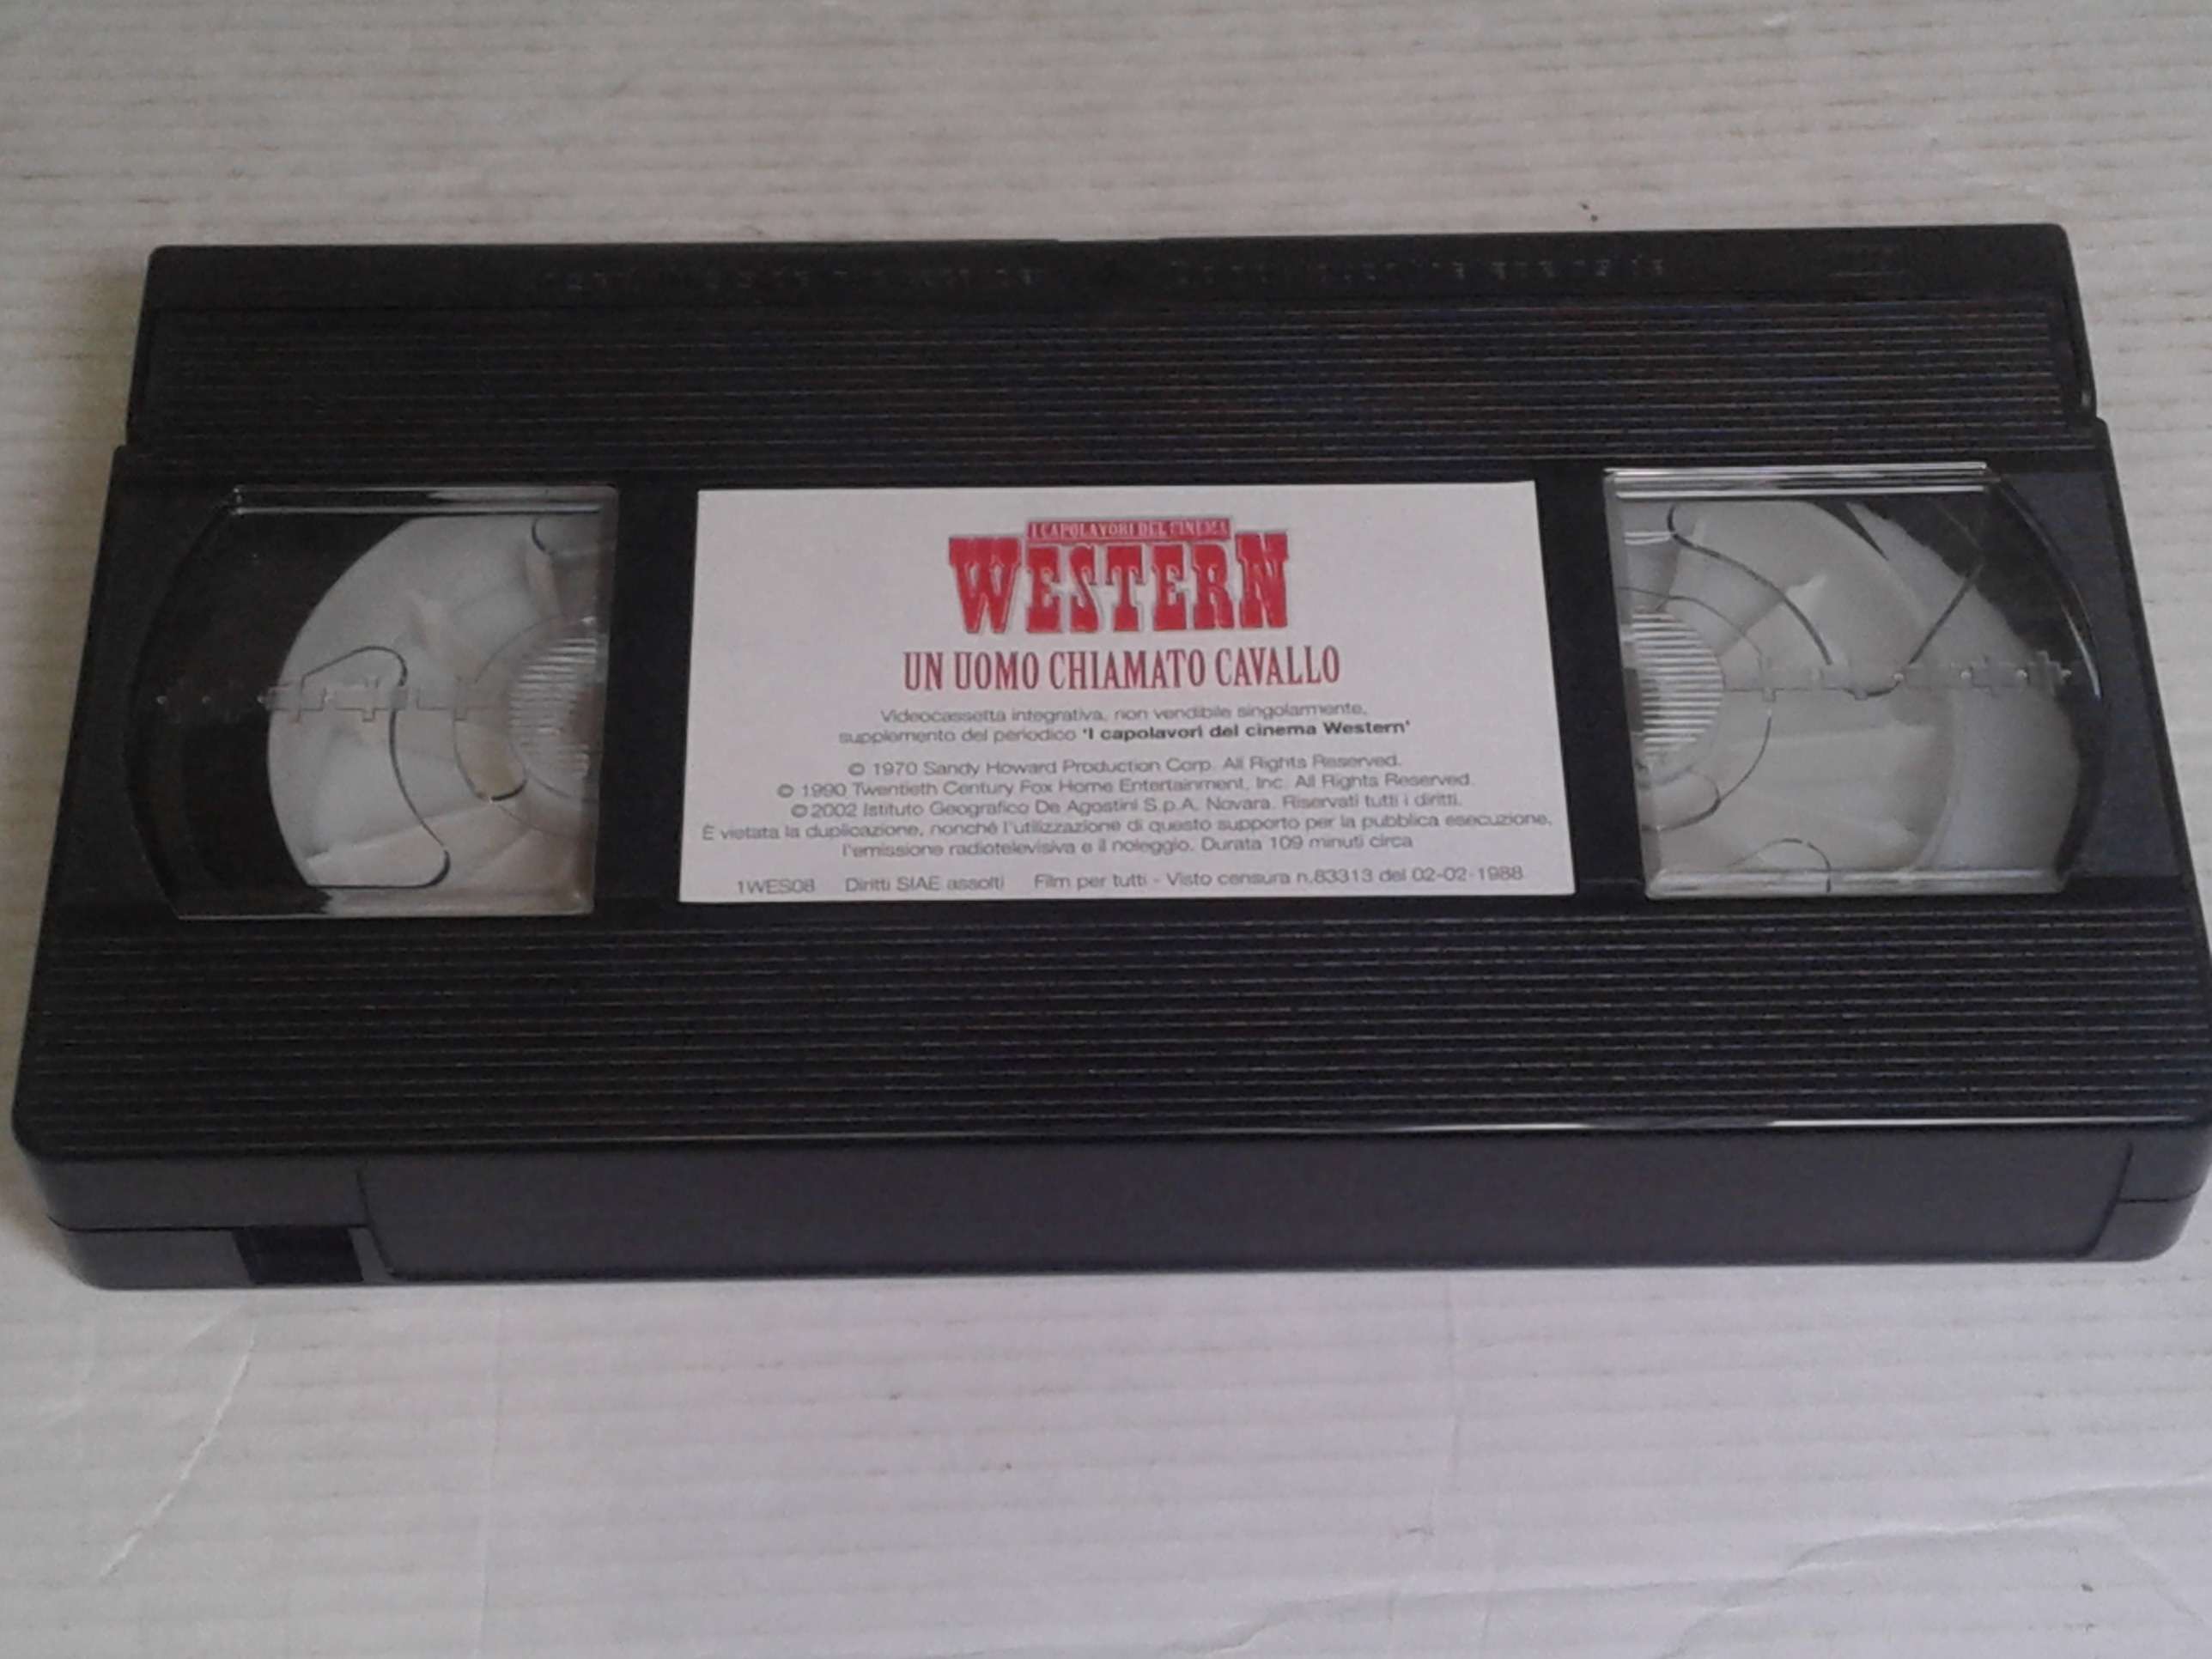 I CAPOLAVORI DEL CINEMA
WESTERN
UN UOMO CHIAMATO CAVALLO
Videocassetta integrativa, non vendibile singolarmente,
supplemento del periodico 'I capolavori del cinema Western'
© 1970 Sandy Howard Production Corp. All Rights Reserved.
© 1990 Twentieth Century Fox Home Entertainment, Inc. All Rights Reserved.
© 2002 Istituto Geografico De Agostini S.p.A. Novara. Riservati tutti i diritti.
È vietata la duplicazione, nonché l'utilizzazione di questo supporto per la pubblica esecuzione,
l'emissione radiotelevisiva e il noleggio. Durata 109 minuti circa
1WES08 Diritti SIAE assolti Film per tutti - Visto censura n.83313 del 02-02-1988